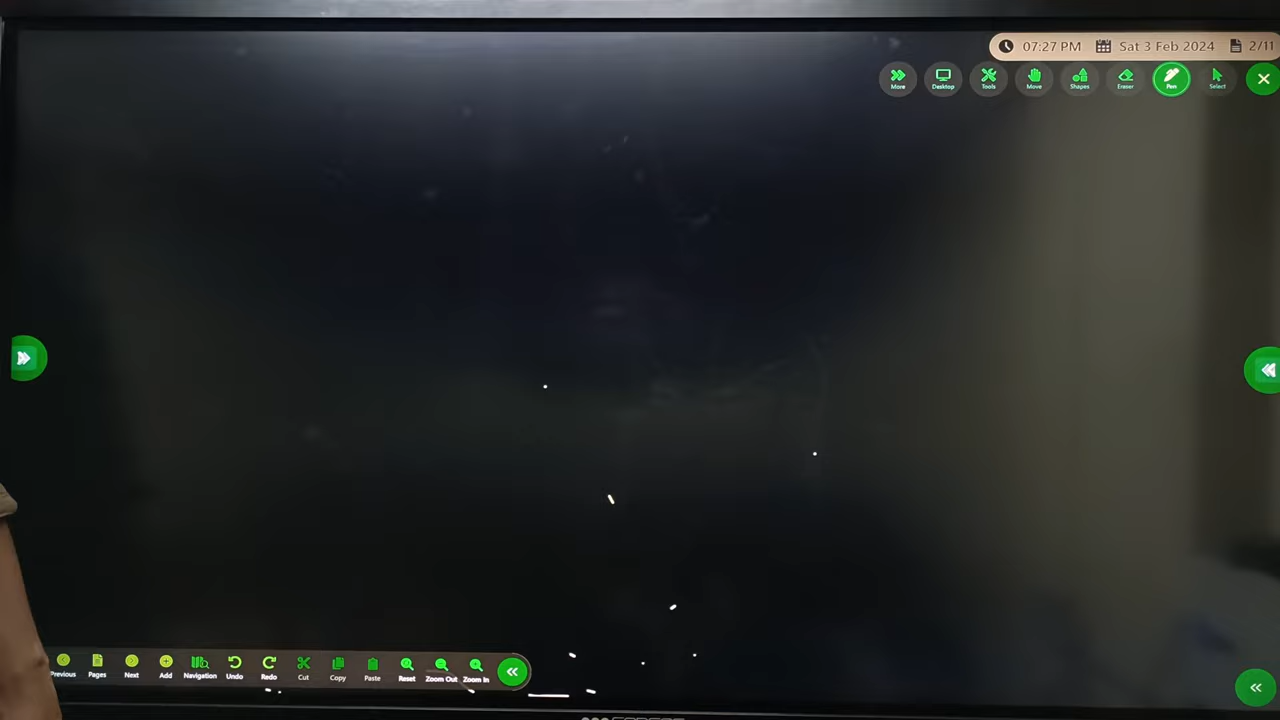 07:27 PM Sat 3 Feb 2024 2/11
More Desktop Tools Move Shapes Eraser Pen Select
Previous Pages Next Add Navigation Undo Redo Cut Copy Paste Reset Zoom Out Zoom In